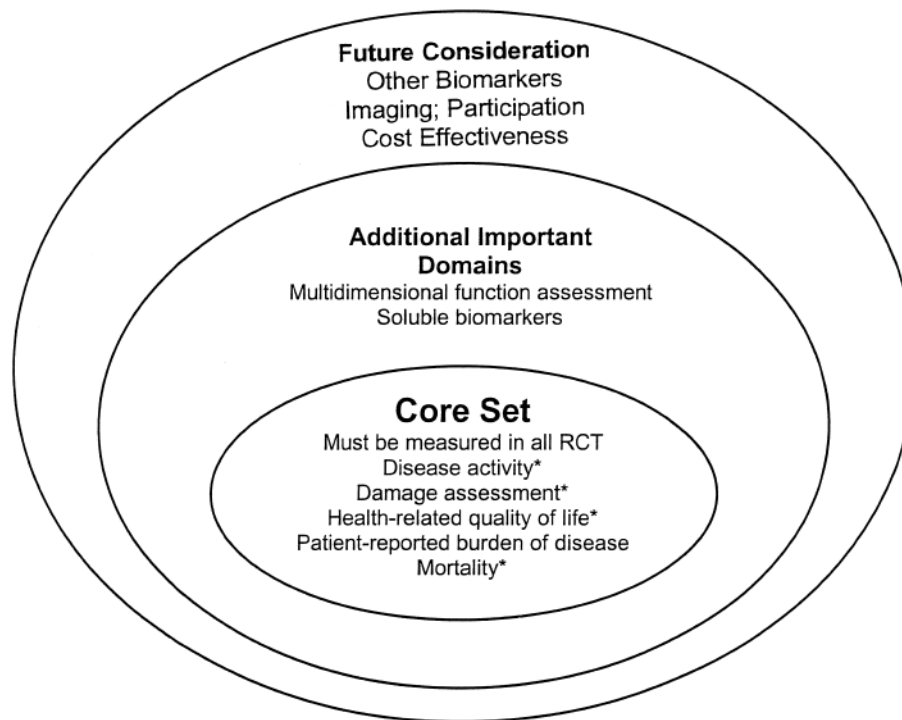 Future Consideration
Other Biomarkers
Imaging; Participation
Cost Effectiveness
Additional Important
Domains
Multidimensional function assessment
Soluble biomarkers
Core Set
Must be measured in all RCT
Disease activity*
Damage assessment*
Health-related quality of life*
Patient-reported burden of disease
Mortality*